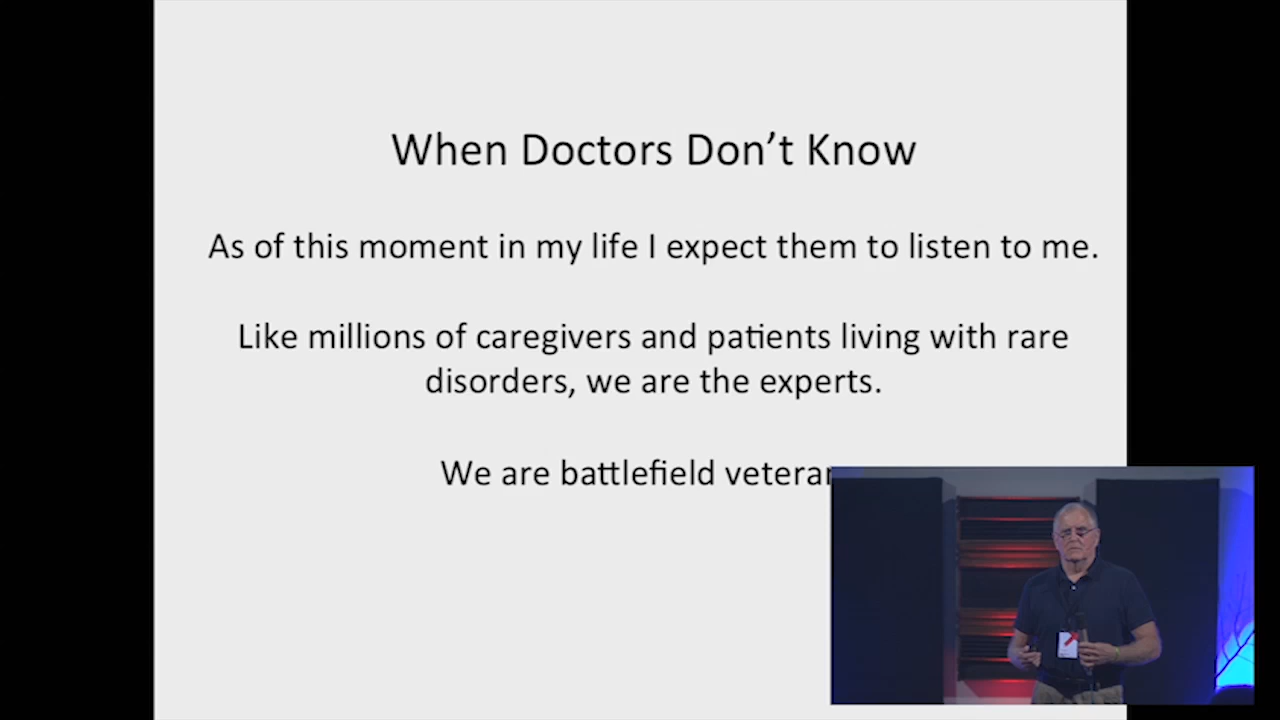 When Doctors Don't Know
As of this moment in my life I expect them to listen to me.
Like millions of caregivers and patients living with rare
disorders, we are the experts.
We are battlefield